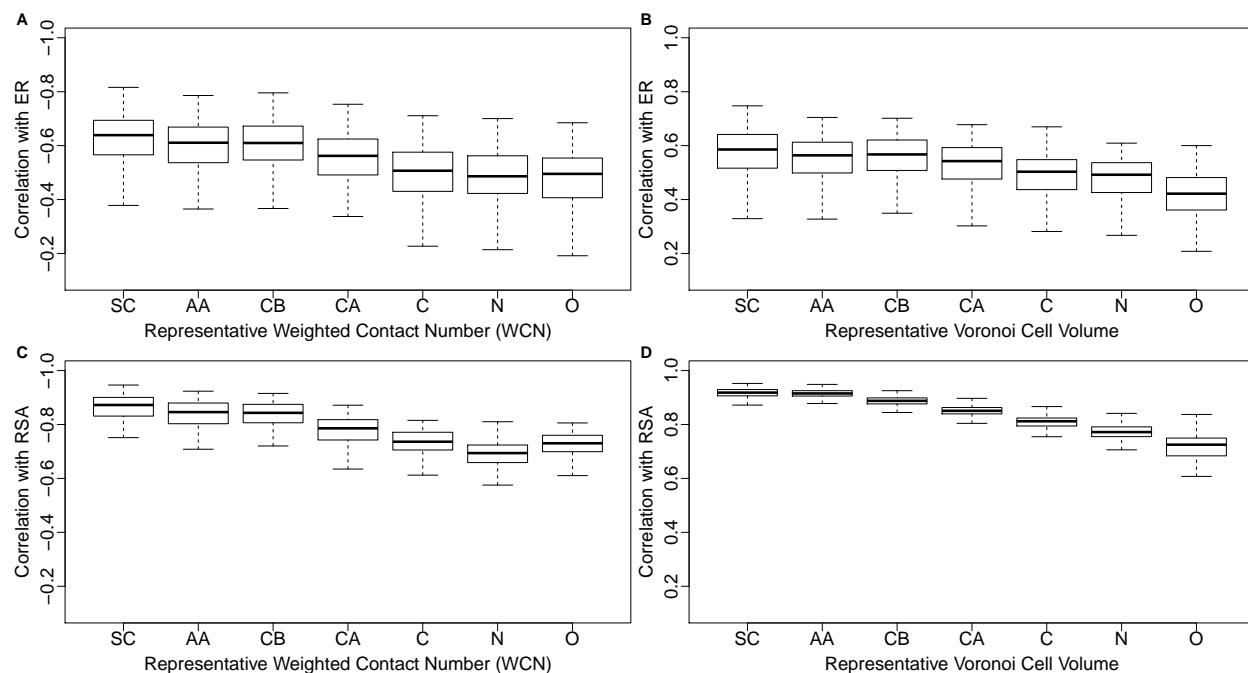 A
Correlation with ER
−1.0
−0.8
−0.6
−0.4
−0.2
SC AA CB CA C N O
Representative Weighted Contact Number (WCN)
B
Correlation with ER
1.0
0.8
0.6
0.4
0.2
SC AA CB CA C N O
Representative Voronoi Cell Volume
C
Correlation with RSA
−1.0
−0.8
−0.6
−0.4
−0.2
SC AA CB CA C N O
Representative Weighted Contact Number (WCN)
D
Correlation with RSA
1.0
0.8
0.6
0.4
0.2
SC AA CB CA C N O
Representative Voronoi Cell Volume